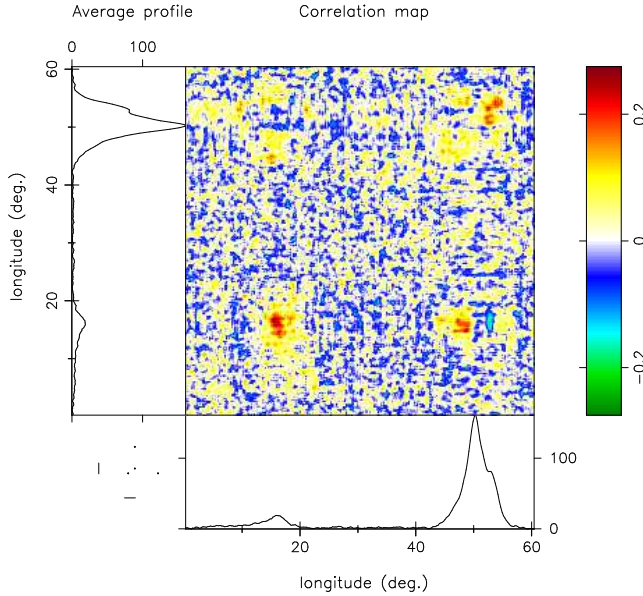 Average profile
Correlation map
0 100
60
40
20
longitude (deg.)
0.2
0
−0.2
100
0
20 40 60
longitude (deg.)